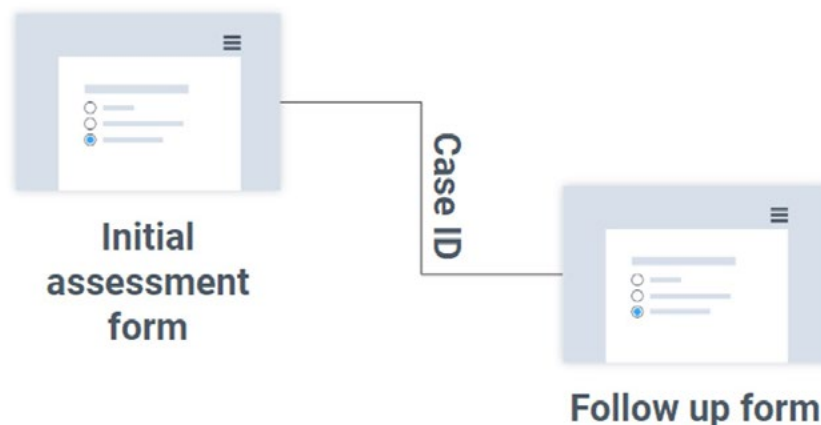 Initial
assessment
form
Case ID
Follow up form